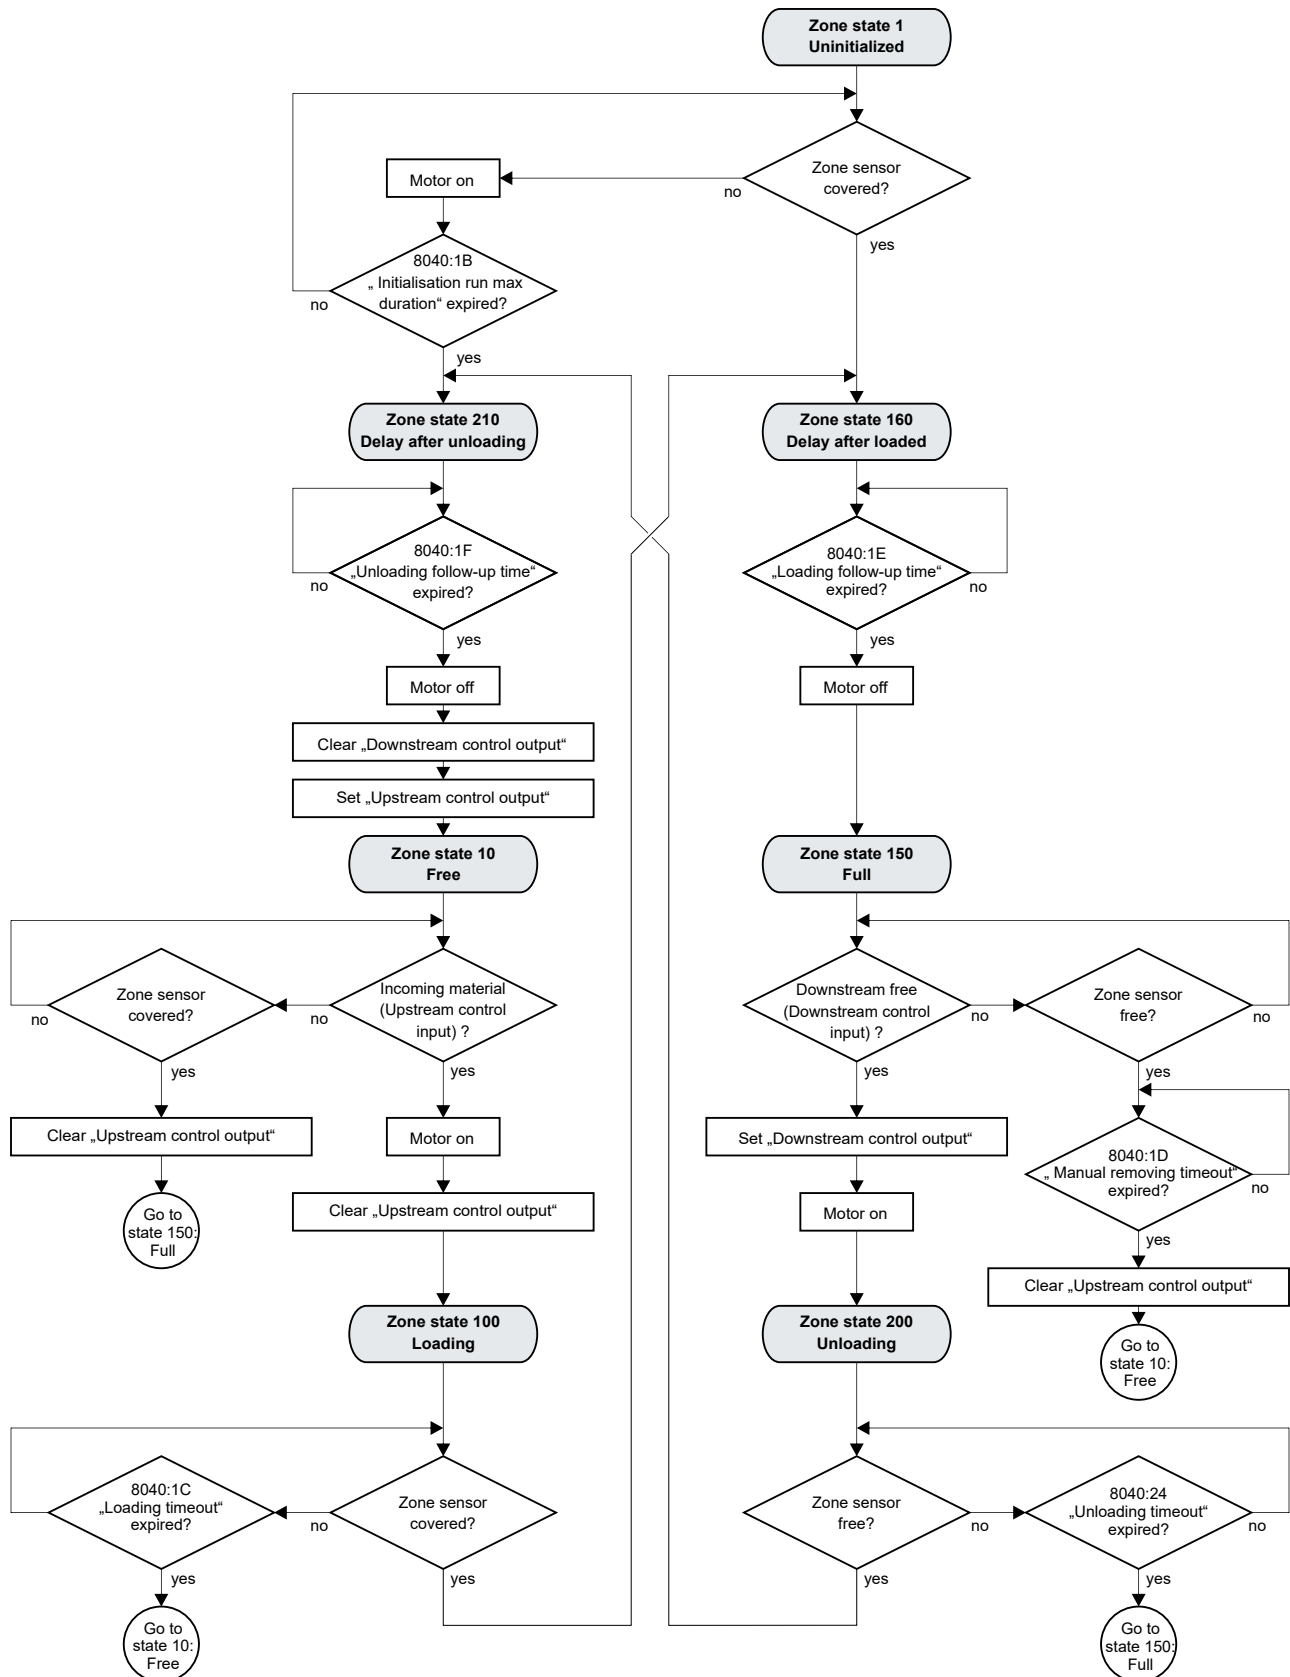 Zone state 1
Uninitialized
Zone sensor
covered?
no
yes
Motor on
8040:1B
„ Initialisation run max
duration“ expired?
no
yes
Zone state 210
Delay after unloading
Zone state 160
Delay after loaded
8040:1F
„Unloading follow-up time“
expired?
no
yes
8040:1E
„Loading follow-up time“
expired?
no
yes
Motor off
Motor off
Clear „Downstream control output“
Set „Upstream control output“
Zone state 10
Free
Zone state 150
Full
Zone sensor
covered?
no
yes
Incoming material
(Upstream control
input) ?
no
yes
Downstream free
(Downstream control
input) ?
no
yes
Zone sensor
free?
no
yes
Clear „Upstream control output“
Motor on
Set „Downstream control output“
8040:1D
„ Manual removing timeout“
expired?
no
yes
Go to
state 150:
Full
Clear „Upstream control output“
Motor on
Clear „Upstream control output“
Zone state 100
Loading
Zone state 200
Unloading
Go to
state 10:
Free
8040:1C
„Loading timeout“
expired?
no
yes
Zone sensor
covered?
yes
Zone sensor
free?
no
yes
8040:24
„Unloading timeout“
expired?
no
yes
Go to
state 10:
Free
Go to
state 150:
Full